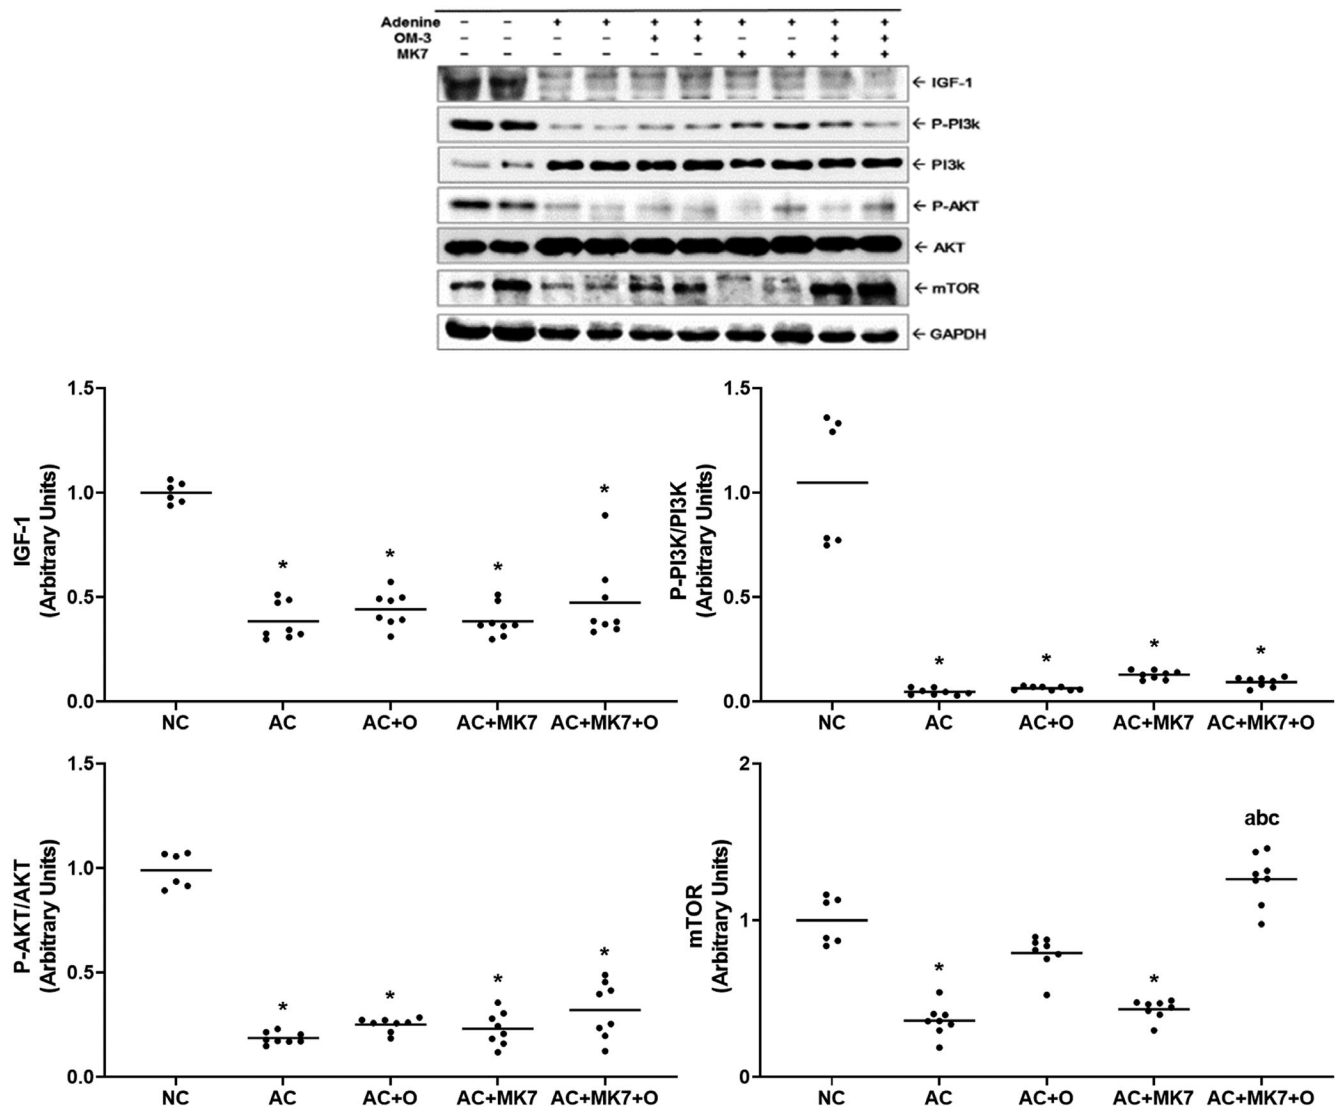 Adenine – – + + + + + + + +
OM-3 – – – – + + – – + +
MK7 – – – – – – + + + +
← IGF-1
← P-PI3k
← PI3k
← P-AKT
← AKT
← mTOR
← GAPDH
IGF-1
(Arbitrary Units)
1.5
1.0
0.5
0.0
* * * *
NC AC AC+O AC+MK7 AC+MK7+O
P-PI3K/PI3K
(Arbitrary Units)
1.5
1.0
0.5
0.0
* * * *
NC AC AC+O AC+MK7 AC+MK7+O
P-AKT/AKT
(Arbitrary Units)
1.5
1.0
0.5
0.0
* * * *
NC AC AC+O AC+MK7 AC+MK7+O
mTOR
(Arbitrary Units)
2
1
0
* * abc
NC AC AC+O AC+MK7 AC+MK7+O